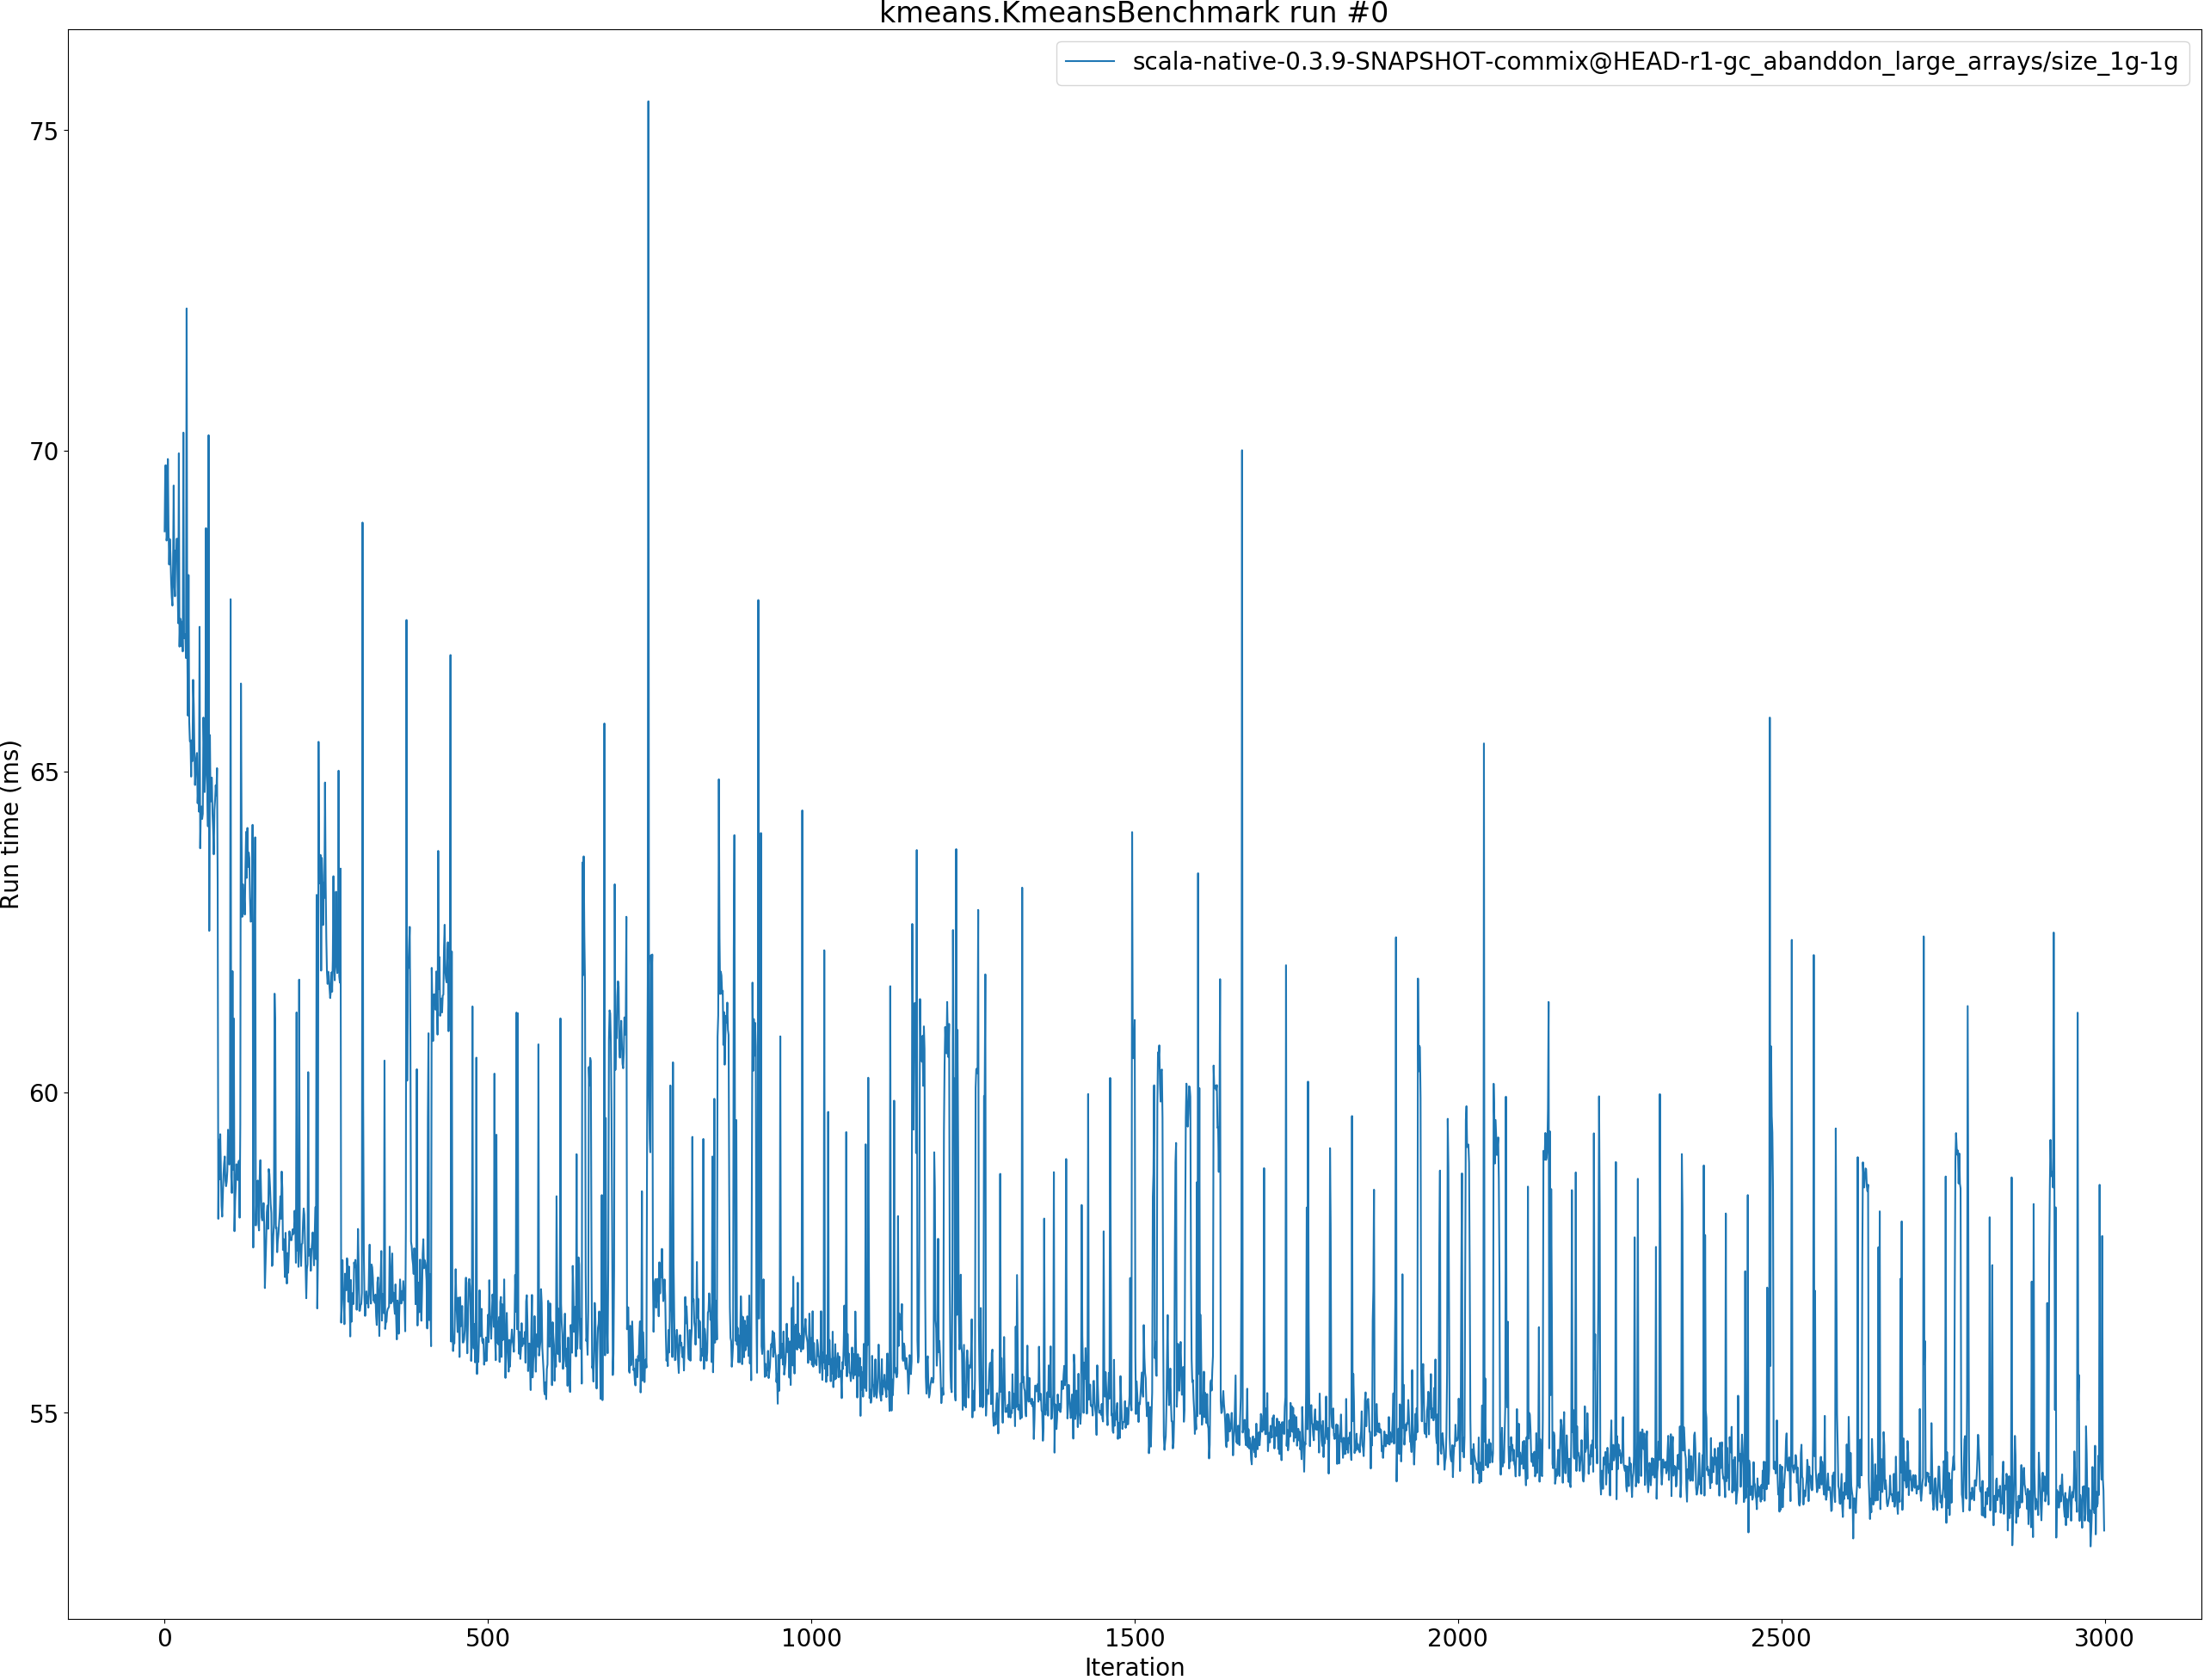 kmeans.KmeansBenchmark run #0
scala-native-0.3.9-SNAPSHOT-commix@HEAD-r1-gc_abanddon_large_arrays/size_1g-1g
75
70
65
60
55
Run time (ms)
0 500 1000 1500 2000 2500 3000
Iteration